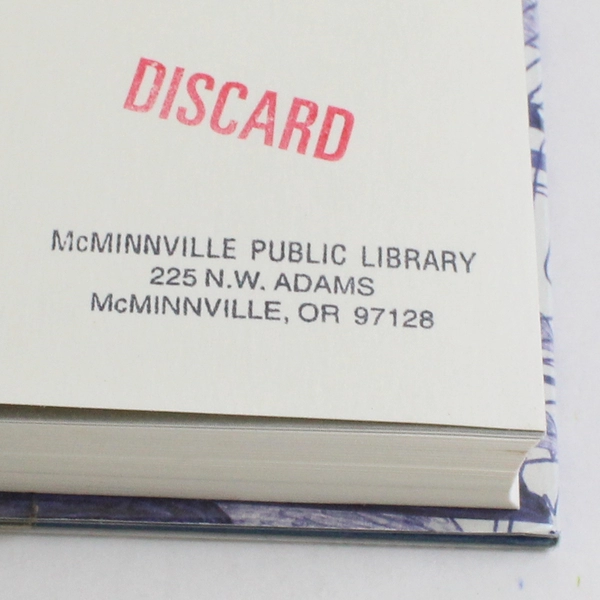 DISCARD
McMINNVILLE PUBLIC LIBRARY
225 N.W. ADAMS
McMINNVILLE, OR 97128